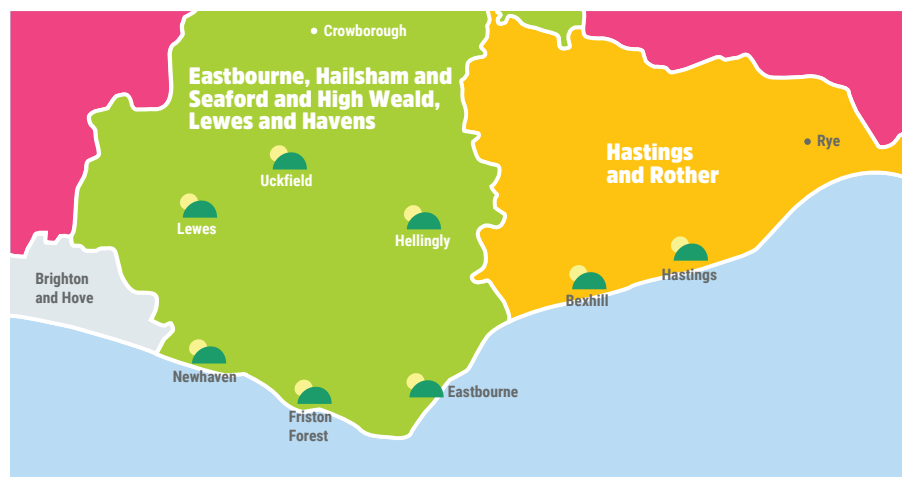 Crowborough
Eastbourne, Hailsham and
Seaford and High Weald,
Lewes and Havens
Hastings
and Rother
Rye
Uckfield
Lewes
Hellingly
Brighton
and Hove
Hastings
Bexhill
Newhaven
Eastbourne
Friston
Forest